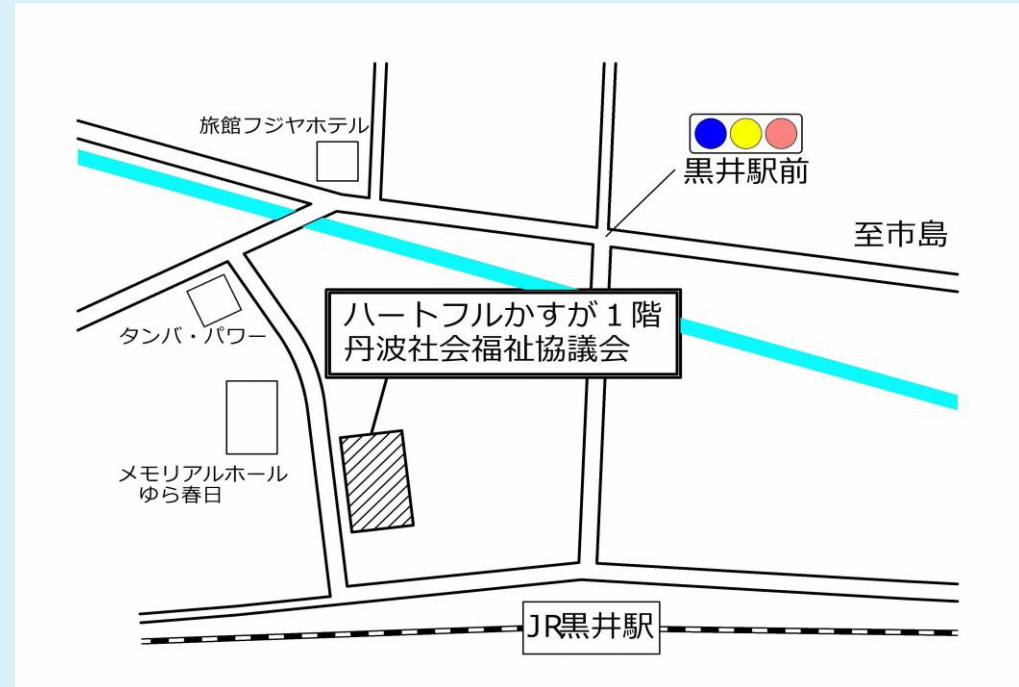 旅館フジヤホテル
黒井駅前
至市島
ハートフルかすが1階
丹波社会福祉協議会
タンバ・パワー
メモリアルホール
ゆら春日
JR黒井駅